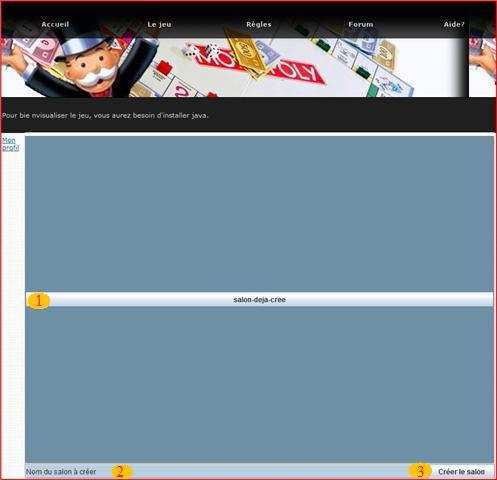 Accueil Le jeu Règles Forum Aide?
MONOPOLY
Pour bie nvisualiser le jeu, vous aurez besoin d'installer java.
Mon
profil
1 salon-deja-cree
Nom du salon à créer 2 3 Créer le salon